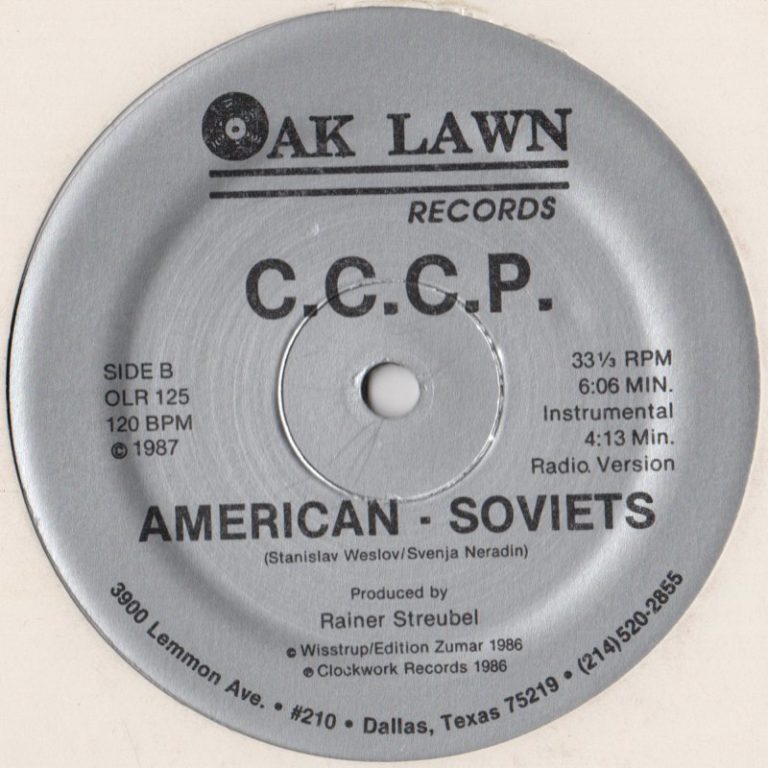 OAK LAWN
RECORDS
C.C.C.P.
SIDE B
OLR 125
120 BPM
© 1987
33 ⅓ RPM
6:06 MIN.
Instrumental
4:13 Min.
Radio Version
AMERICAN - SOVIETS
(Stanislav Weslov/Svenja Neradin)
Produced by
Rainer Streubel
© Wisstrup/Edition Zumar 1986
℗ Clockwork Records 1986
3900 Lemmon Ave. • #210 • Dallas, Texas 75219 • (214) 520-2855